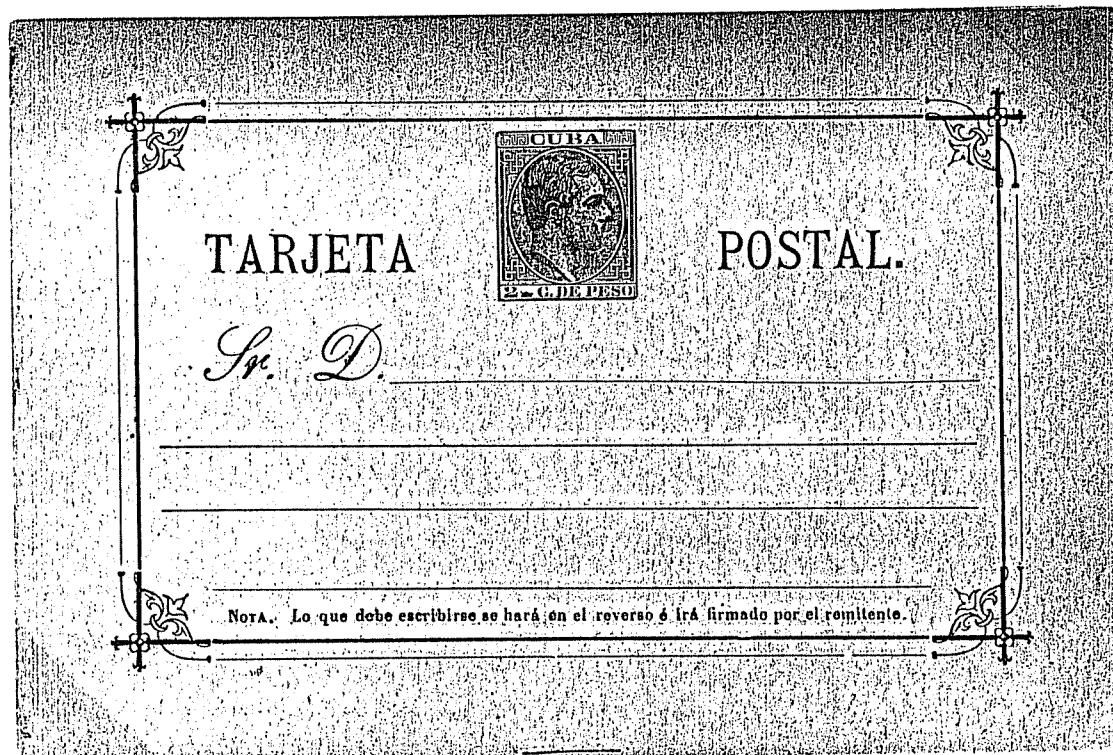 CUBA
TARJETA POSTAL.
2 C. DE PESO
Sr. D.
NOTA. Lo que debe escribirse se hará en el reverso é irá firmado por el remitente.